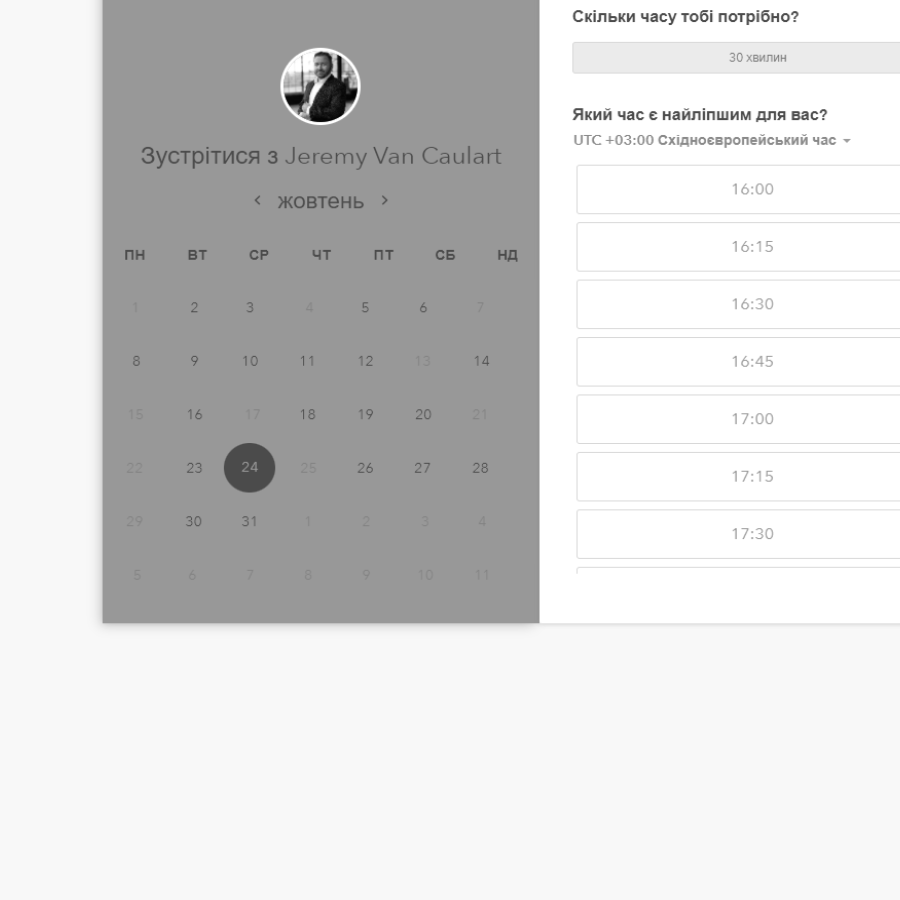 Зустрітися з Jeremy Van Caulart
жовтень
ПН ВТ СР ЧТ ПТ СБ НД
1 2 3 4 5 6 7
8 9 10 11 12 13 14
15 16 17 18 19 20 21
22 23 24 25 26 27 28
29 30 31 1 2 3 4
5 6 7 8 9 10 11
Скільки часу тобі потрібно?
30 хвилин
Який час є найліпшим для вас?
UTC +03:00 Східноєвропейський час
16:00
16:15
16:30
16:45
17:00
17:15
17:30